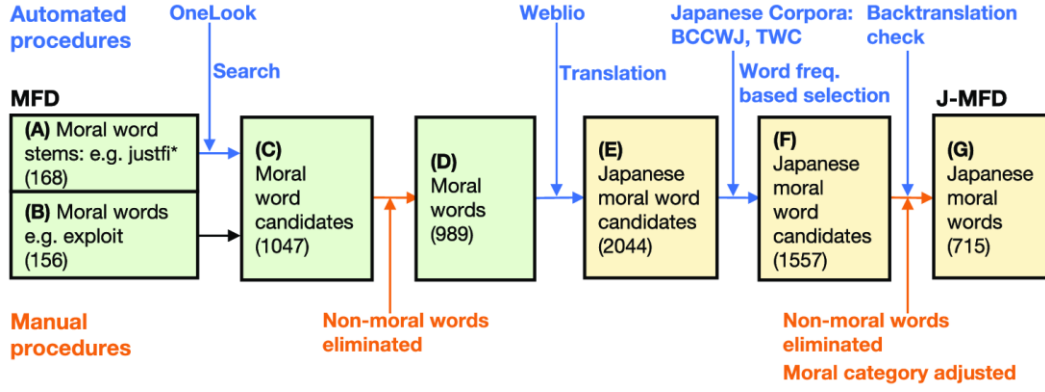 Automated
procedures
OneLook
Search
Weblio
Translation
Japanese Corpora:
BCCWJ, TWC
Word freq.
based selection
Backtranslation
check
MFD
J-MFD
(A) Moral word
stems: e.g. justfi*
(168)
(B) Moral words
e.g. exploit
(156)
(C)
Moral
word
candidates
(1047)
(D)
Moral
words
(989)
(E)
Japanese
moral word
candidates
(2044)
(F)
Japanese
moral
word
candidates
(1557)
(G)
Japanese
moral
words
(715)
Manual
procedures
Non-moral words
eliminated
Non-moral words
eliminated
Moral category adjusted